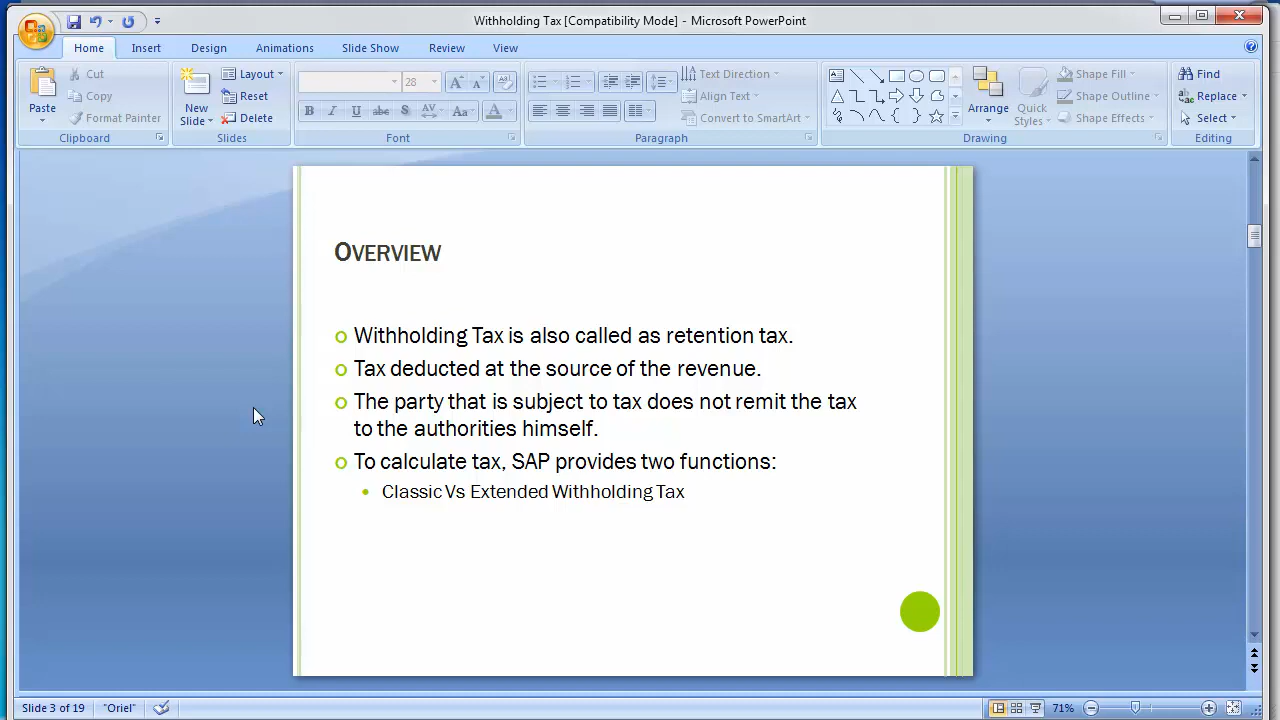 Withholding Tax [Compatibility Mode] - Microsoft PowerPoint
Home Insert Design Animations Slide Show Review View
Paste
Cut
Copy
Format Painter
Clipboard
New Slide
Layout
Reset
Delete
Slides
28
B I U abc S AV Aa A
Font
Text Direction
Align Text
Convert to SmartArt
Paragraph
Arrange
Quick Styles
Shape Fill
Shape Outline
Shape Effects
Drawing
Find
Replace
Select
Editing
OVERVIEW
Withholding Tax is also called as retention tax.
Tax deducted at the source of the revenue.
The party that is subject to tax does not remit the tax
to the authorities himself.
To calculate tax, SAP provides two functions:
Classic Vs Extended Withholding Tax
Slide 3 of 19 "Oriel" 71%